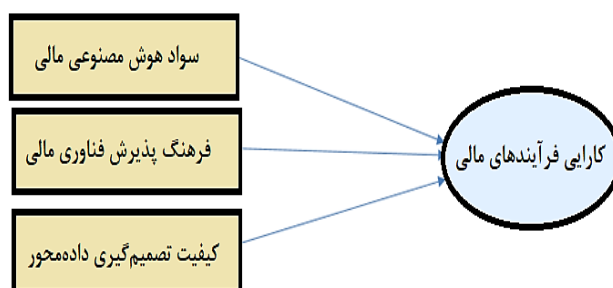 سواد هوش مصنوعی مالی
فرهنگ پذیرش فناوری مالی
کارایی فرآیندهای مالی
کیفیت تصمیم‌گیری داده‌محور